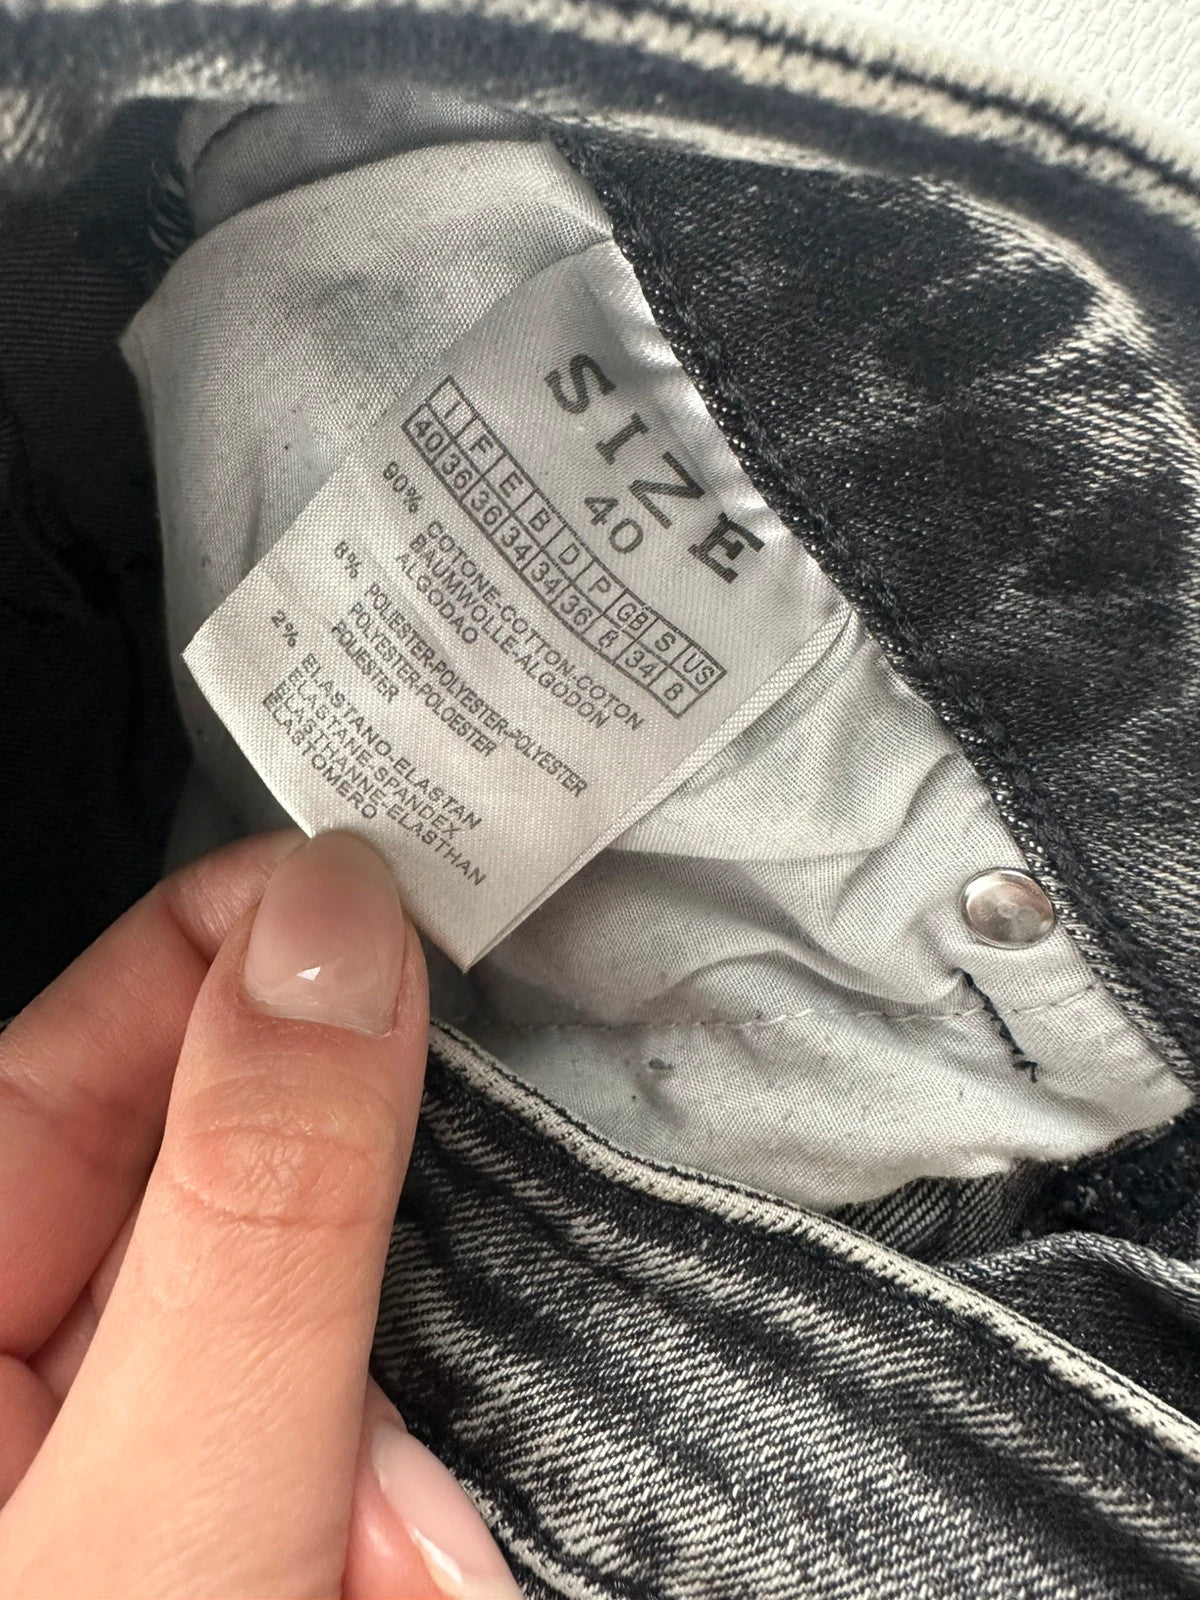 SIZE
40
I F E B D P GB S US
40 36 36 34 34 36 8 34 8
90% COTONE-COTTON-COTON
BAUMWOLLE-ALGODON
ALGODAO
8% POLIESTER-POLYESTER-POLYESTER
POLYESTER-POLOESTER
POLIESTER
2% ELASTANO-ELASTAN
ELASTANE-SPANDEX
ELASTHANNE-ELASTHAN
ELASTOMERO